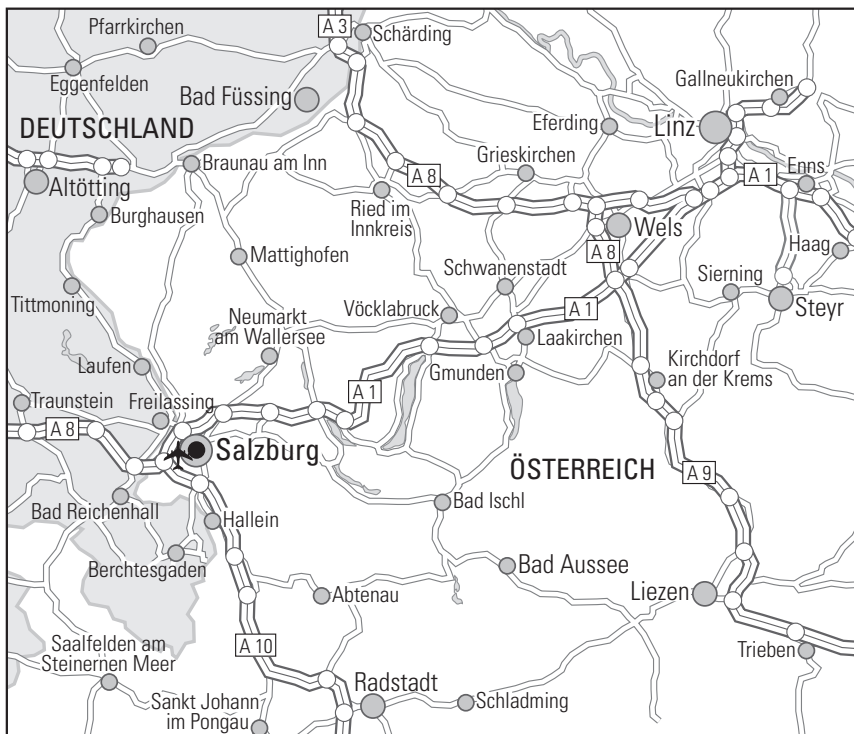 A 3
Schärding
Pfarrkirchen
Eggenfelden
Gallneukirchen
Bad Füssing
DEUTSCHLAND
Eferding
Linz
Braunau am Inn
Grieskirchen
A 8
A 1
Enns
Altötting
Burghausen
Ried im
Innkreis
Wels
A 8
Haag
Mattighofen
Schwanenstadt
Sierning
Tittmoning
Neumarkt
am Wallersee
Vöcklabruck
A 1
Steyr
Laakirchen
Laufen
Gmunden
Kirchdorf
an der Krems
A 1
Traunstein
Freilassing
A 8
Salzburg
ÖSTERREICH
A 9
Bad Reichenhall
Hallein
Bad Ischl
Berchtesgaden
Bad Aussee
Abtenau
Liezen
A 10
Saalfelden am
Steinernen Meer
Trieben
Radstadt
Sankt Johann
im Pongau
Schladming